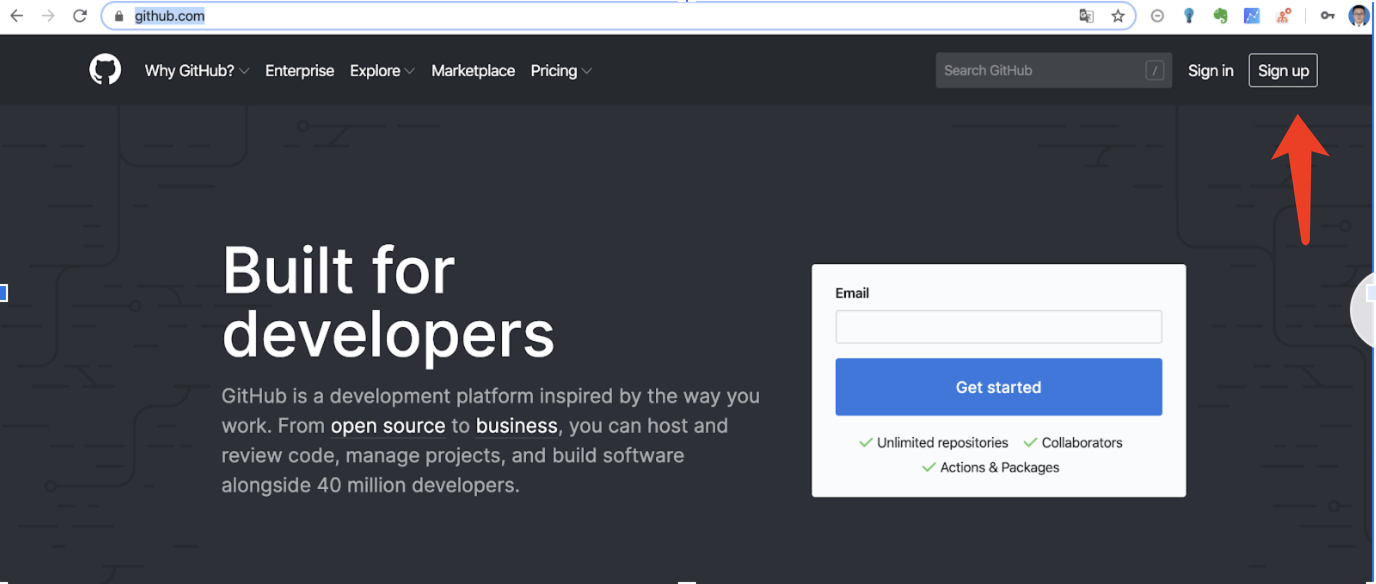 github.com
Why GitHub? Enterprise Explore Marketplace Pricing Search GitHub / Sign in Sign up
Built for
developers
GitHub is a development platform inspired by the way you
work. From open source to business, you can host and
review code, manage projects, and build software
alongside 40 million developers.
Email
Get started
Unlimited repositories Collaborators
Actions & Packages